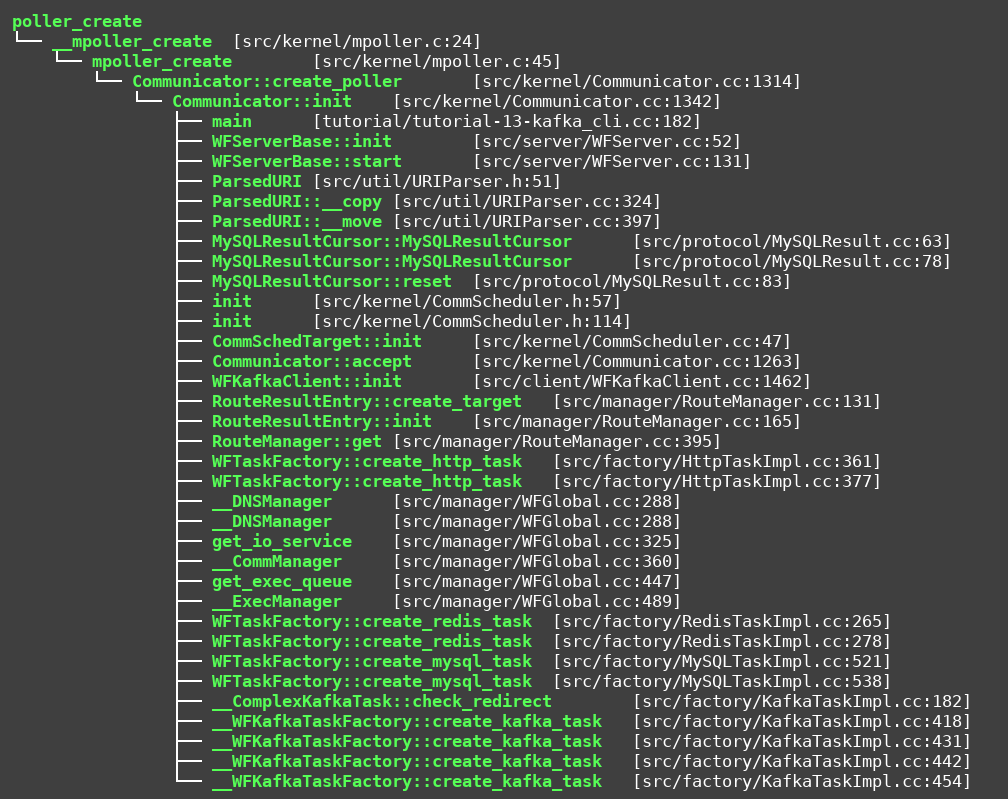 poller_create
└── __mpoller_create  [src/kernel/mpoller.c:24]
    └── mpoller_create        [src/kernel/mpoller.c:45]
        └── Communicator::create_poller       [src/kernel/Communicator.cc:1314]
            └── Communicator::init    [src/kernel/Communicator.cc:1342]
                ├── main      [tutorial/tutorial-13-kafka_cli.cc:182]
                ├── WFServerBase::init        [src/server/WFServer.cc:52]
                ├── WFServerBase::start       [src/server/WFServer.cc:131]
                ├── ParsedURI [src/util/URIParser.h:51]
                ├── ParsedURI::__copy [src/util/URIParser.cc:324]
                ├── ParsedURI::__move [src/util/URIParser.cc:397]
                ├── MySQLResultCursor::MySQLResultCursor      [src/protocol/MySQLResult.cc:63]
                ├── MySQLResultCursor::MySQLResultCursor      [src/protocol/MySQLResult.cc:78]
                ├── MySQLResultCursor::reset  [src/protocol/MySQLResult.cc:83]
                ├── init      [src/kernel/CommScheduler.h:57]
                ├── init      [src/kernel/CommScheduler.h:114]
                ├── CommSchedTarget::init     [src/kernel/CommScheduler.cc:47]
                ├── Communicator::accept      [src/kernel/Communicator.cc:1263]
                ├── WFKafkaClient::init       [src/client/WFKafkaClient.cc:1462]
                ├── RouteResultEntry::create_target   [src/manager/RouteManager.cc:131]
                ├── RouteResultEntry::init    [src/manager/RouteManager.cc:165]
                ├── RouteManager::get [src/manager/RouteManager.cc:395]
                ├── WFTaskFactory::create_http_task   [src/factory/HttpTaskImpl.cc:361]
                ├── WFTaskFactory::create_http_task   [src/factory/HttpTaskImpl.cc:377]
                ├── __DNSManager      [src/manager/WFGlobal.cc:288]
                ├── __DNSManager      [src/manager/WFGlobal.cc:288]
                ├── get_io_service    [src/manager/WFGlobal.cc:325]
                ├── __CommManager     [src/manager/WFGlobal.cc:360]
                ├── get_exec_queue    [src/manager/WFGlobal.cc:447]
                ├── __ExecManager     [src/manager/WFGlobal.cc:489]
                ├── WFTaskFactory::create_redis_task  [src/factory/RedisTaskImpl.cc:265]
                ├── WFTaskFactory::create_redis_task  [src/factory/RedisTaskImpl.cc:278]
                ├── WFTaskFactory::create_mysql_task  [src/factory/MySQLTaskImpl.cc:521]
                ├── WFTaskFactory::create_mysql_task  [src/factory/MySQLTaskImpl.cc:538]
                ├── __ComplexKafkaTask::check_redirect        [src/factory/KafkaTaskImpl.cc:182]
                ├── __WFKafkaTaskFactory::create_kafka_task   [src/factory/KafkaTaskImpl.cc:418]
                ├── __WFKafkaTaskFactory::create_kafka_task   [src/factory/KafkaTaskImpl.cc:431]
                ├── __WFKafkaTaskFactory::create_kafka_task   [src/factory/KafkaTaskImpl.cc:442]
                └── __WFKafkaTaskFactory::create_kafka_task   [src/factory/KafkaTaskImpl.cc:454]